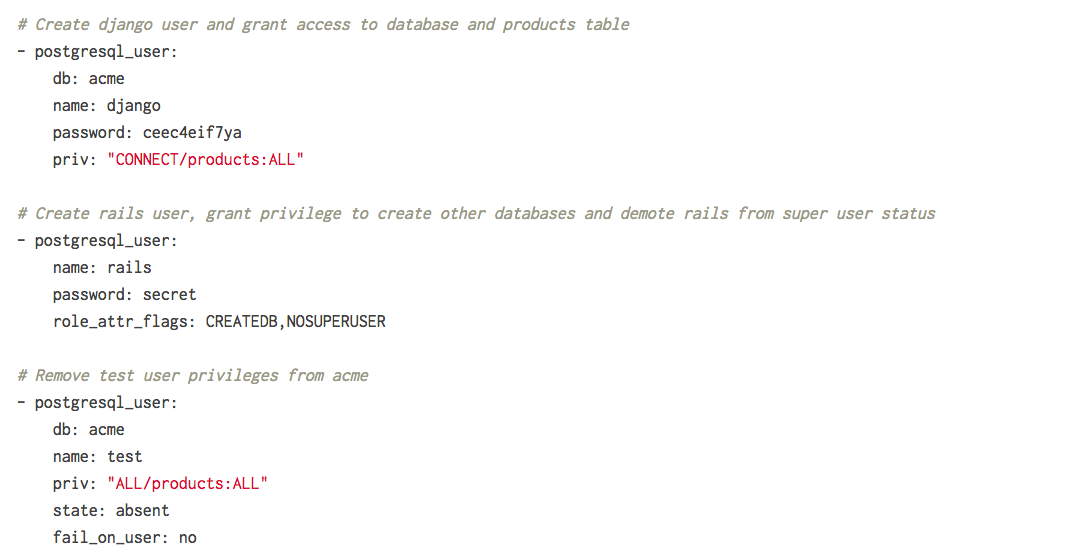 # Create django user and grant access to database and products table
- postgresql_user:
    db: acme
    name: django
    password: ceec4eif7ya
    priv: "CONNECT/products:ALL"

# Create rails user, grant privilege to create other databases and demote rails from super user status
- postgresql_user:
    name: rails
    password: secret
    role_attr_flags: CREATEDB,NOSUPERUSER

# Remove test user privileges from acme
- postgresql_user:
    db: acme
    name: test
    priv: "ALL/products:ALL"
    state: absent
    fail_on_user: no